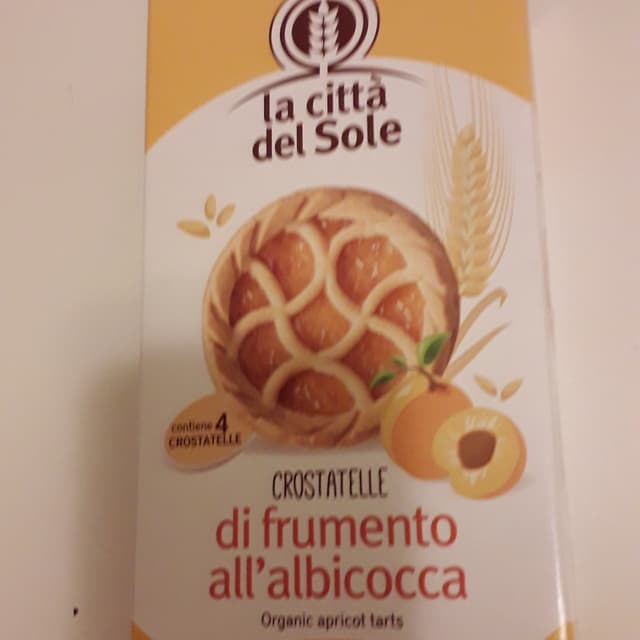 la città
del Sole
contiene 4
CROSTATELLE
CROSTATELLE
di frumento
all'albicocca
Organic apricot tarts